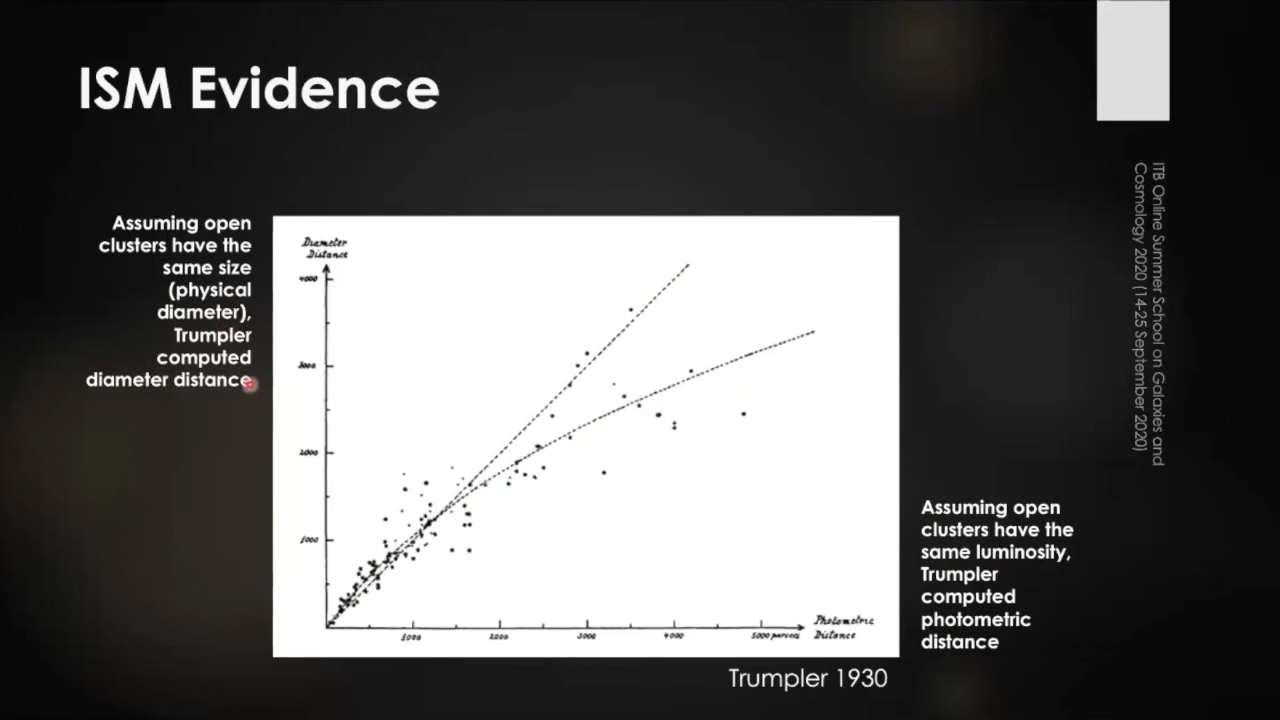 ISM Evidence
Assuming open
clusters have the
same size
(physical
diameter),
Trumpler
computed
diameter distance
Diameter
Distance
4000
3000
2000
1000
1000
2000
3000
4000
5000 parsecs
Photometric
Distance
Trumpler 1930
Assuming open
clusters have the
same luminosity,
Trumpler
computed
photometric
distance
ITB Online Summer School on Galaxies and
Cosmology 2020 (14-25 September 2020)